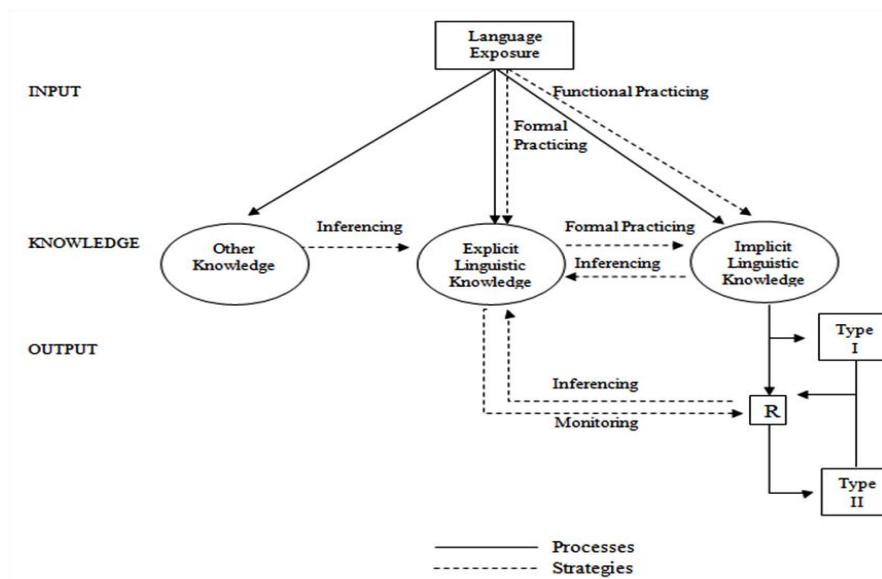 Language
Exposure
INPUT
Functional Practicing
Formal
Practicing
KNOWLEDGE
Other
Knowledge
Inferencing
Explicit
Linguistic
Knowledge
Formal Practicing
Inferencing
Implicit
Linguistic
Knowledge
OUTPUT
Type
I
Inferencing
R
Monitoring
Type
II
Processes
Strategies